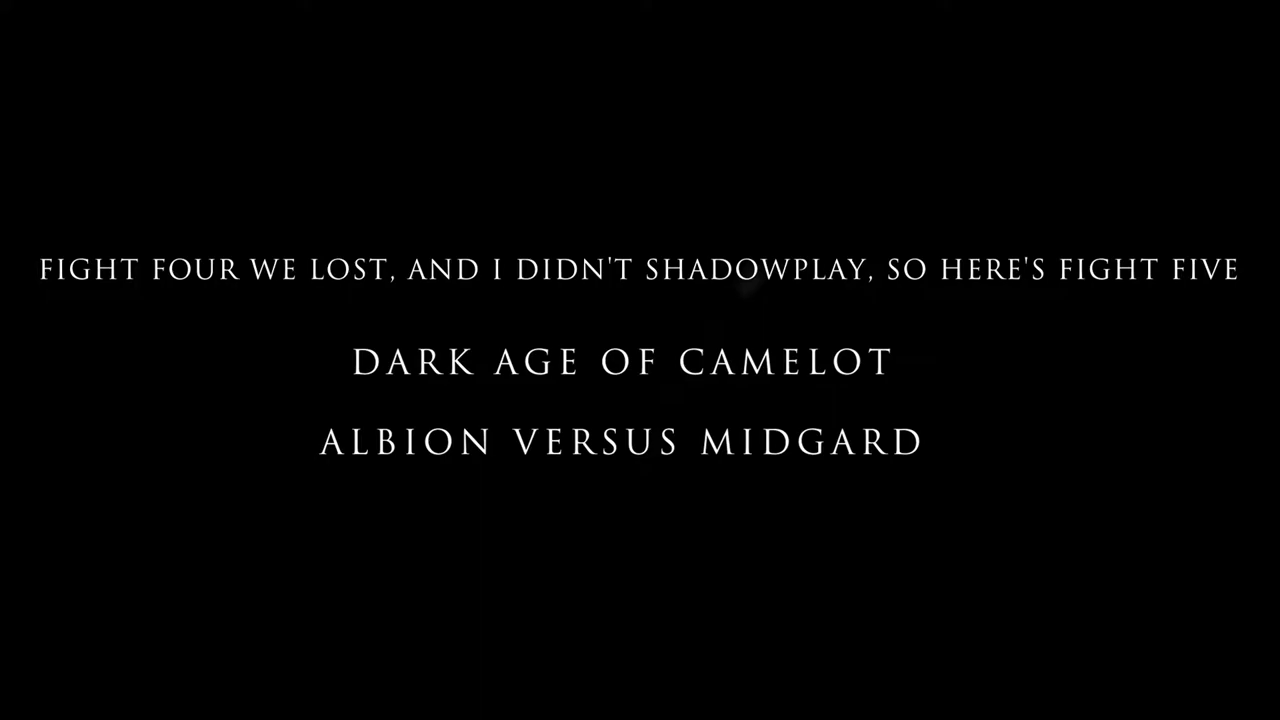 FIGHT FOUR WE LOST, AND I DIDN'T SHADOWPLAY, SO HERE'S FIGHT FIVE
DARK AGE OF CAMELOT
ALBION VERSUS MIDGARD